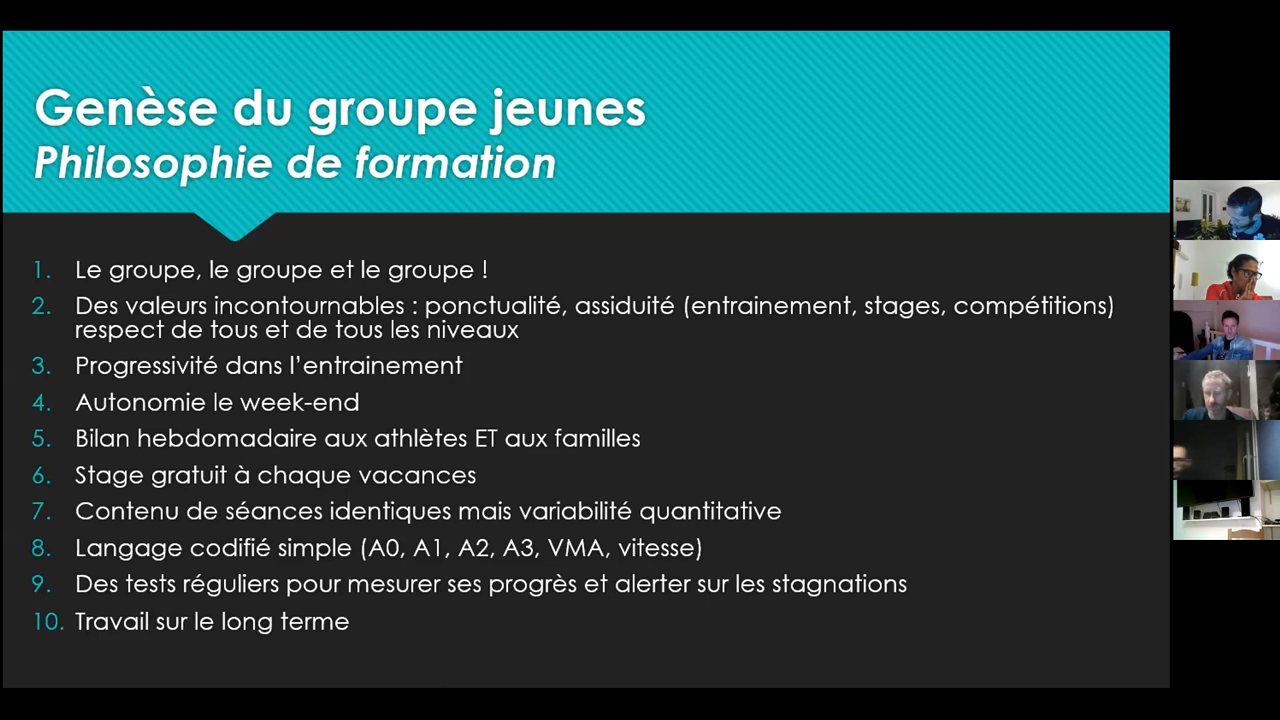 Genèse du groupe jeunes
Philosophie de formation
1. Le groupe, le groupe et le groupe !
2. Des valeurs incontournables : ponctualité, assiduité (entrainement, stages, compétitions)
respect de tous et de tous les niveaux
3. Progressivité dans l’entrainement
4. Autonomie le week-end
5. Bilan hebdomadaire aux athlètes ET aux familles
6. Stage gratuit à chaque vacances
7. Contenu de séances identiques mais variabilité quantitative
8. Langage codifié simple (A0, A1, A2, A3, VMA, vitesse)
9. Des tests réguliers pour mesurer ses progrès et alerter sur les stagnations
10. Travail sur le long terme